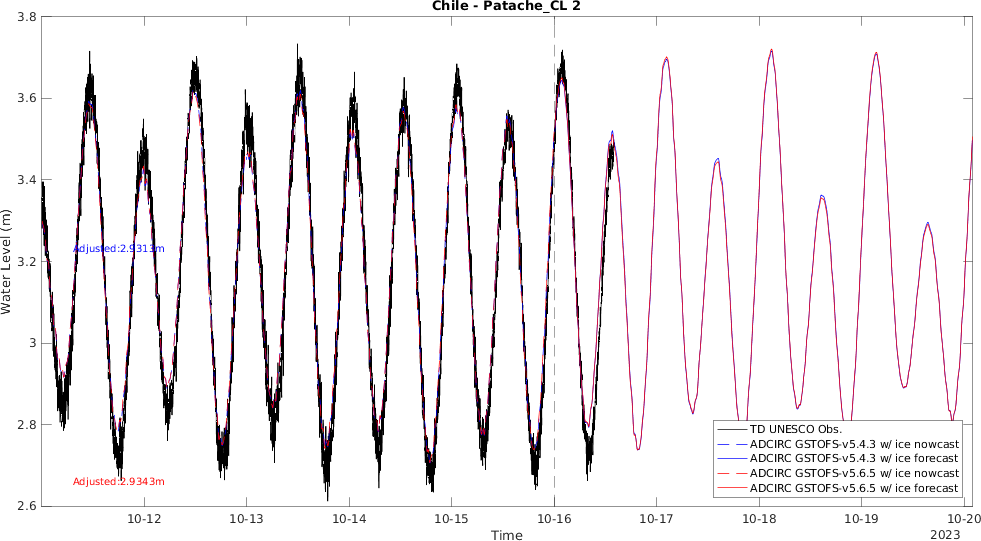 Chile - Patache_CL 2
3.8
3.6
3.4
3.2
3
2.8
2.6
Water Level (m)
Adjusted:2.9313m
Adjusted:2.9343m
TD UNESCO Obs.
ADCIRC GSTOFS-v5.4.3 w/ ice nowcast
ADCIRC GSTOFS-v5.4.3 w/ ice forecast
ADCIRC GSTOFS-v5.6.5 w/ ice nowcast
ADCIRC GSTOFS-v5.6.5 w/ ice forecast
10-12 10-13 10-14 10-15 10-16 10-17 10-18 10-19 10-20
Time
2023